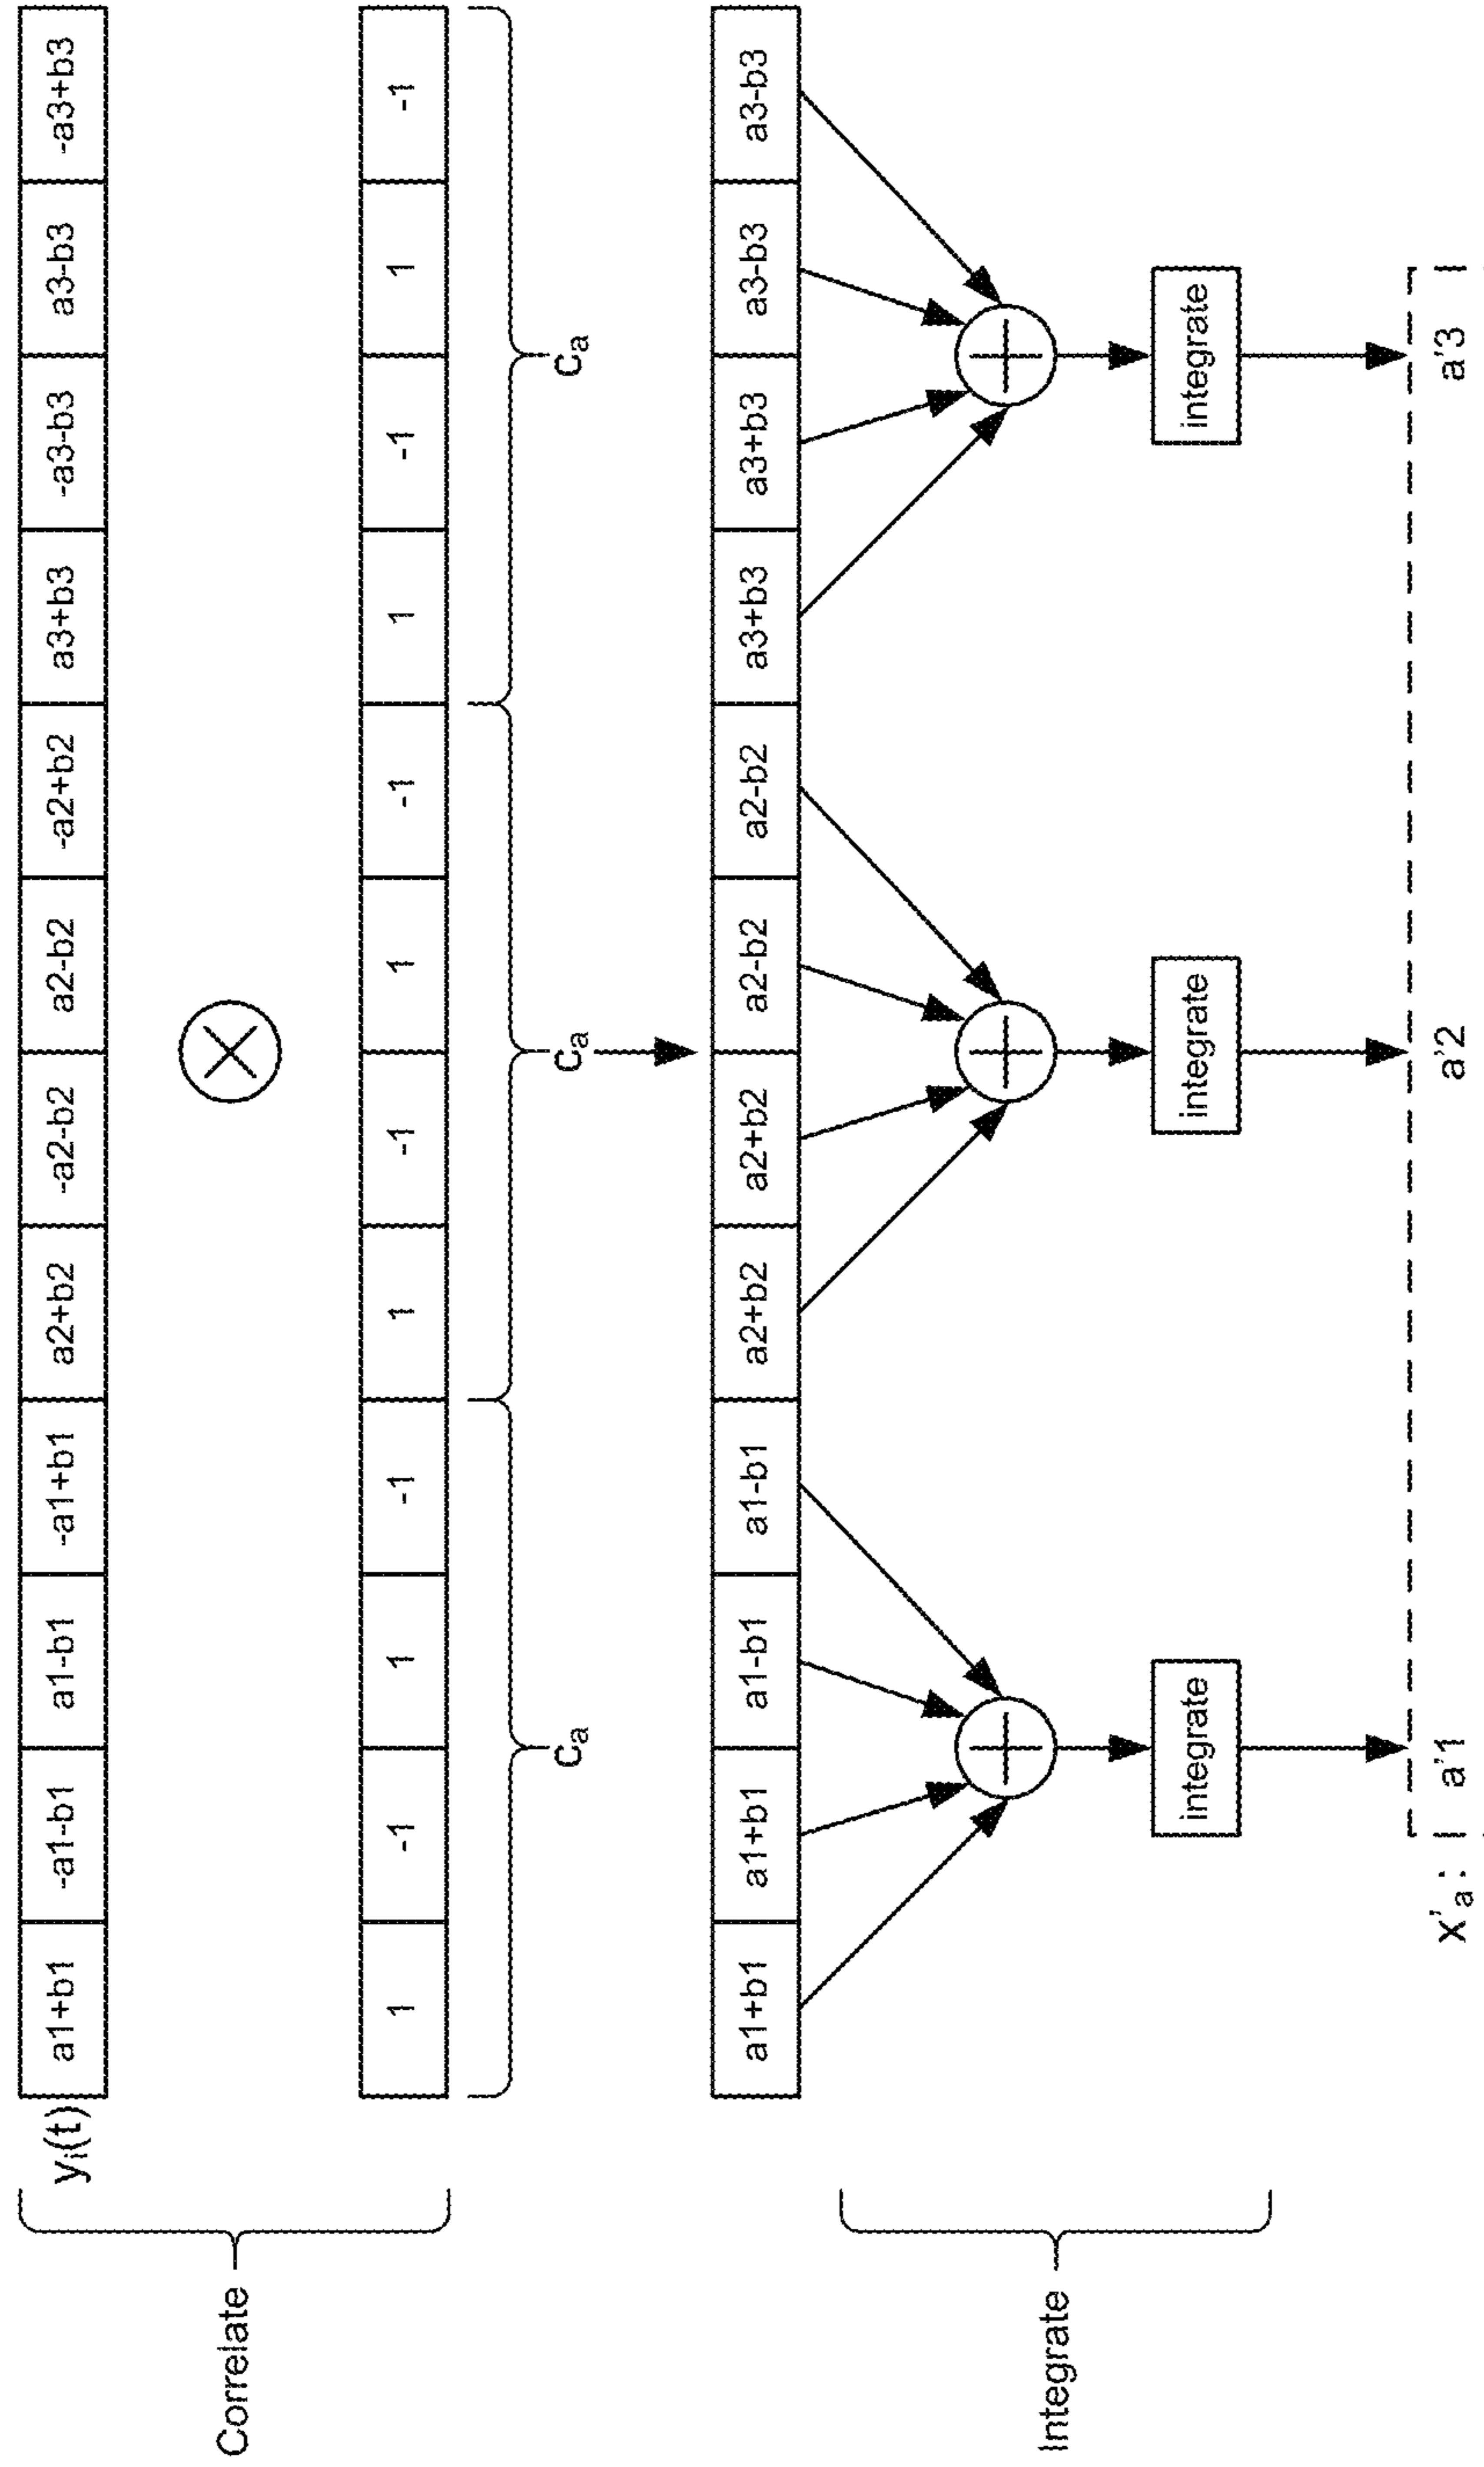 Correlate
yᵢ(t) a1+b1 -a1-b1 a1-b1 -a1+b1 a2+b2 -a2-b2 a2-b2 -a2+b2 a3+b3 -a3-b3 a3-b3 -a3+b3
1 -1 1 -1 1 -1 1 -1 1 -1 1 -1
cₐ cₐ cₐ
Integrate
a1+b1 a1+b1 a1-b1 a1-b1 a2+b2 a2+b2 a2-b2 a2-b2 a3+b3 a3+b3 a3-b3 a3-b3
integrate integrate integrate
x'ₐ: a'1 a'2 a'3